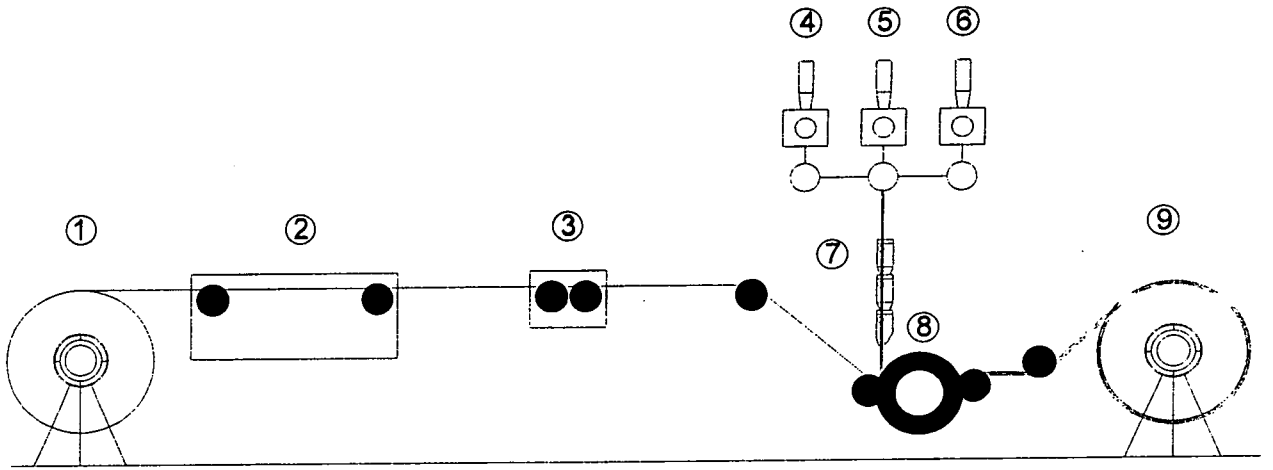 ④ ⑤ ⑥
① ② ③ ⑦ ⑧ ⑨